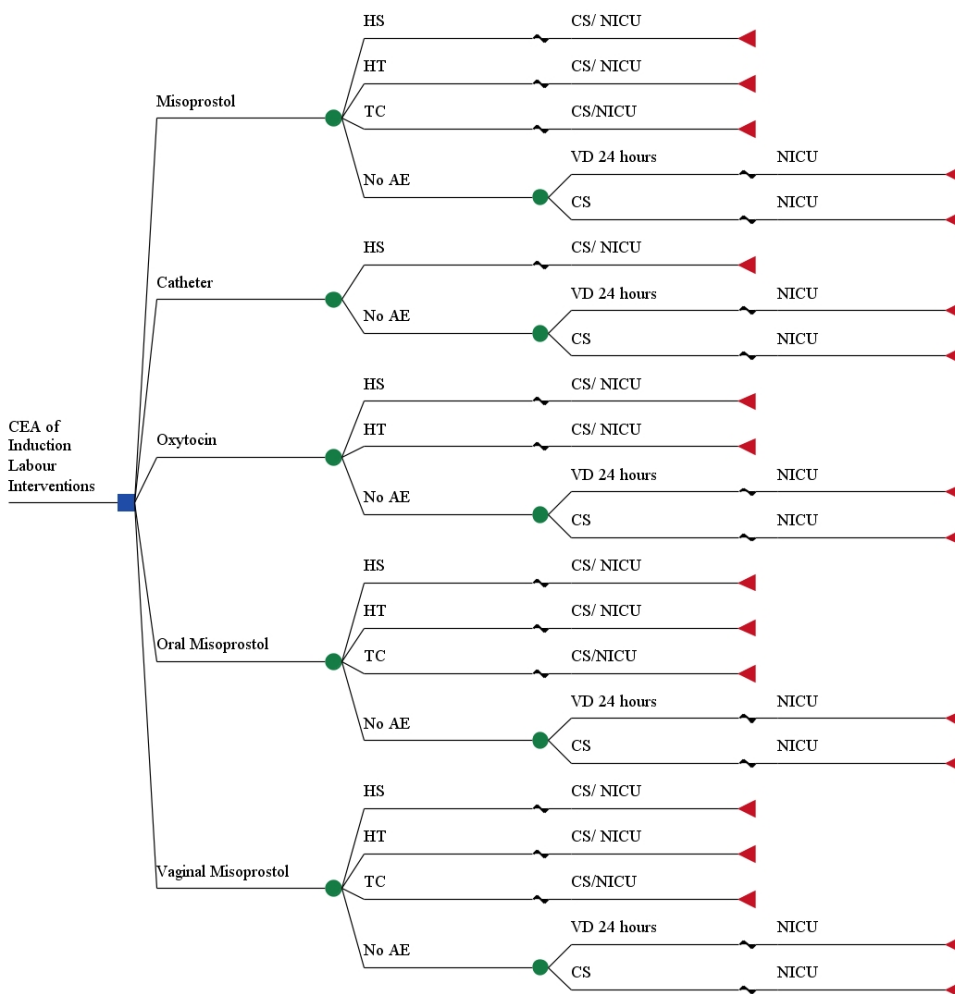 HS
CS/ NICU
HT
CS/ NICU
Misoprostol
TC
CS/NICU
VD 24 hours
NICU
No AE
CS
NICU
HS
CS/ NICU
Catheter
VD 24 hours
NICU
No AE
CS
NICU
HS
CS/ NICU
CEA of
Induction
Labour
Interventions
Oxytocin
HT
CS/ NICU
VD 24 hours
NICU
No AE
CS
NICU
HS
CS/ NICU
HT
CS/ NICU
Oral Misoprostol
TC
CS/NICU
VD 24 hours
NICU
No AE
CS
NICU
HS
CS/ NICU
HT
CS/ NICU
Vaginal Misoprostol
TC
CS/NICU
VD 24 hours
NICU
No AE
CS
NICU